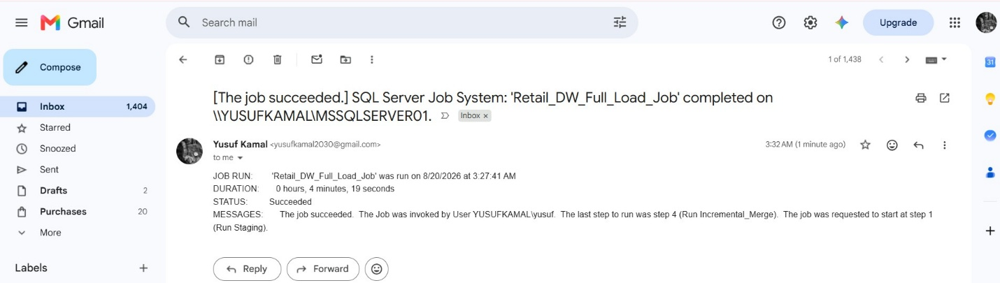 Gmail
Search mail
Upgrade
Compose
1 of 1,438
31
[The job succeeded.] SQL Server Job System: 'Retail_DW_Full_Load_Job' completed on
\\YUSUFKAMAL\MSSQLSERVER01.
Inbox ×
Inbox 1,404
Starred
Snoozed
Sent
Drafts 2
Purchases 20
More
Labels
Yusuf Kamal <yusufkamal2030@gmail.com>
3:32 AM (1 minute ago)
to me
JOB RUN: 'Retail_DW_Full_Load_Job' was run on 8/20/2026 at 3:27:41 AM
DURATION: 0 hours, 4 minutes, 19 seconds
STATUS: Succeeded
MESSAGES: The job succeeded. The Job was invoked by User YUSUFKAMAL\yusuf. The last step to run was step 4 (Run Incremental_Merge). The job was requested to start at step 1
(Run Staging).
Reply
Forward